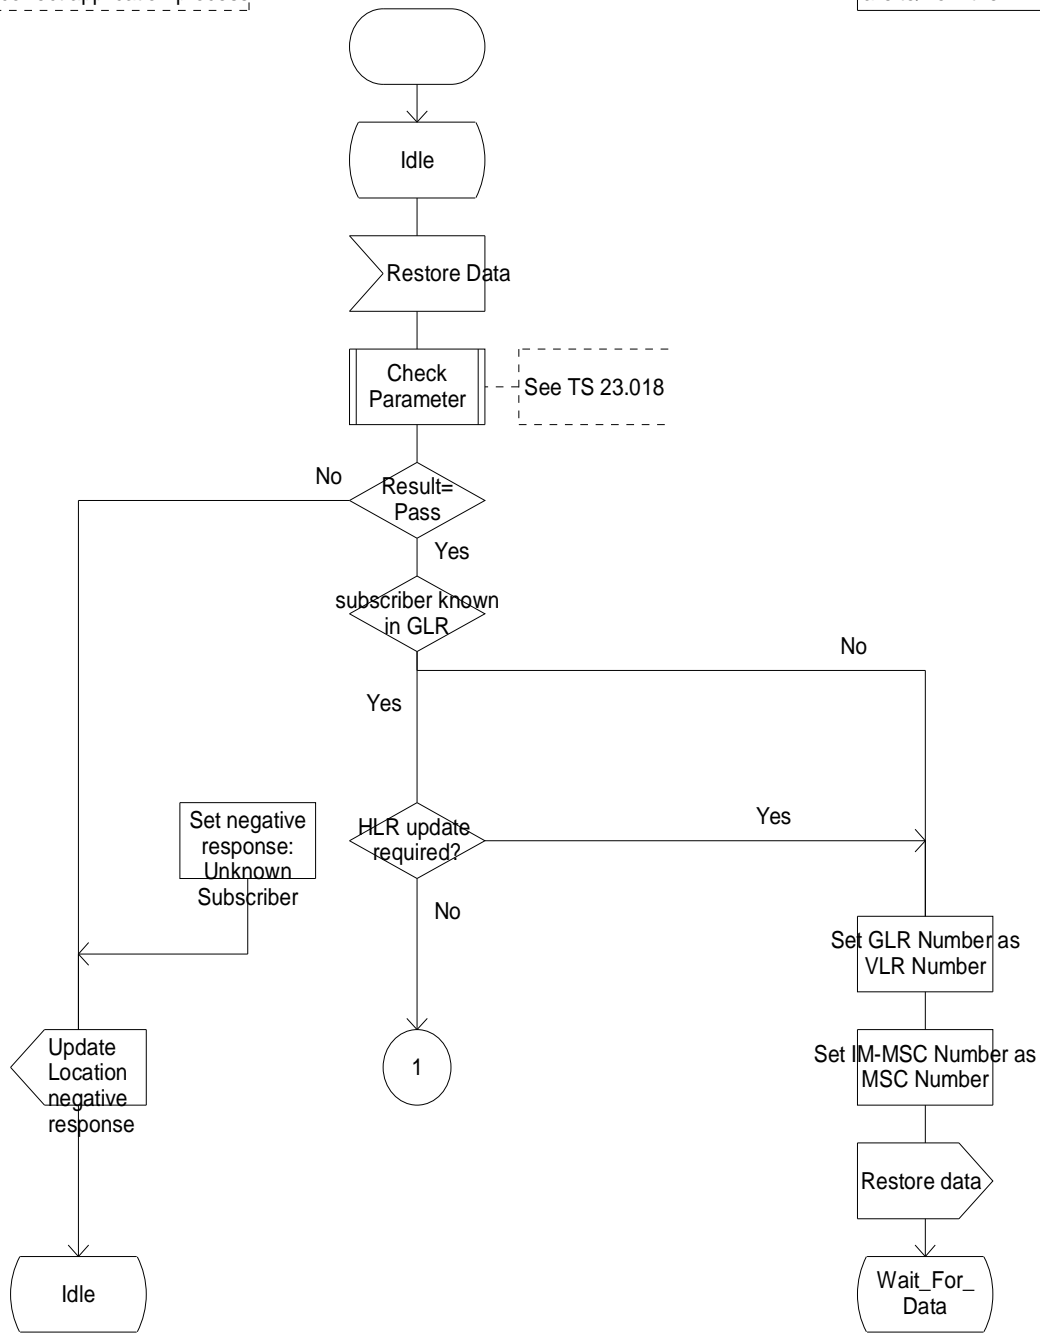 Idle
Restore Data
Check
Parameter
See TS 23.018
No
Result=
Pass
Yes
subscriber known
in GLR
No
Yes
Set negative
response:
Unknown
Subscriber
HLR update
required?
Yes
No
Set GLR Number as
VLR Number
Update
Location
negative
response
1
Set IM-MSC Number as
MSC Number
Restore data
Idle
Wait_For_
Data